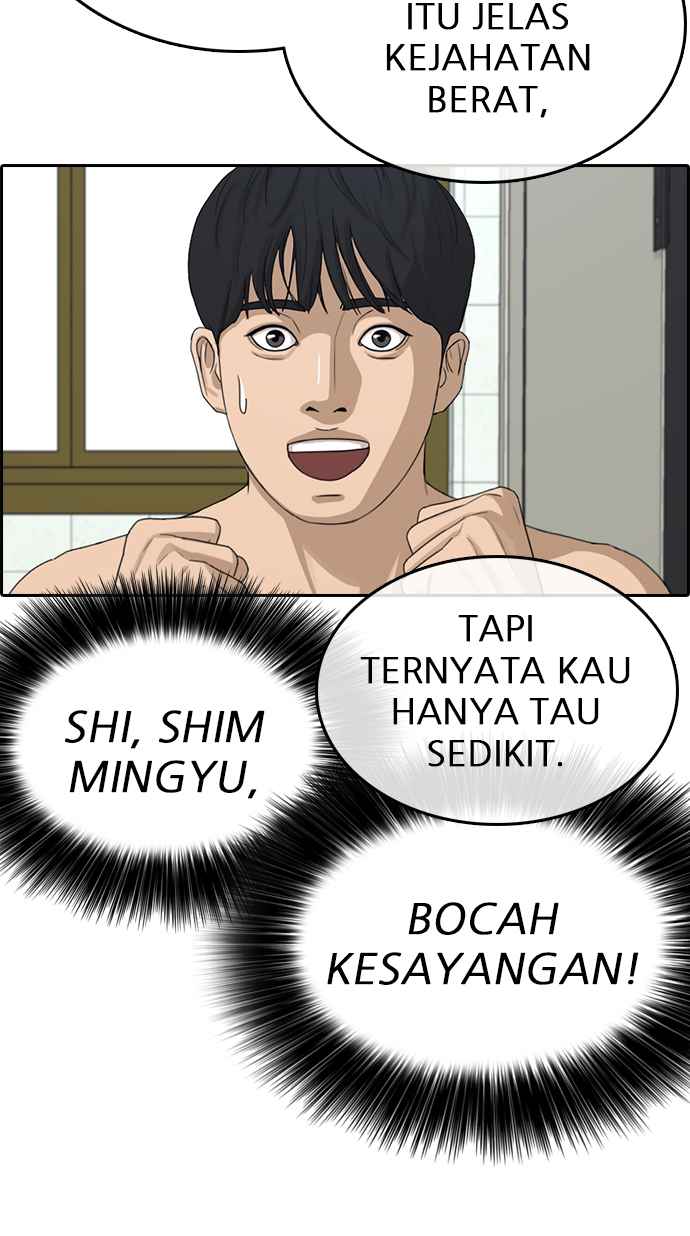 ITU JELAS
KEJAHATAN
BERAT,
TAPI
TERNYATA KAU
HANYA TAU
SEDIKIT.
SHI, SHIM
MINGYU,
BOCAH
KESAYANGAN!